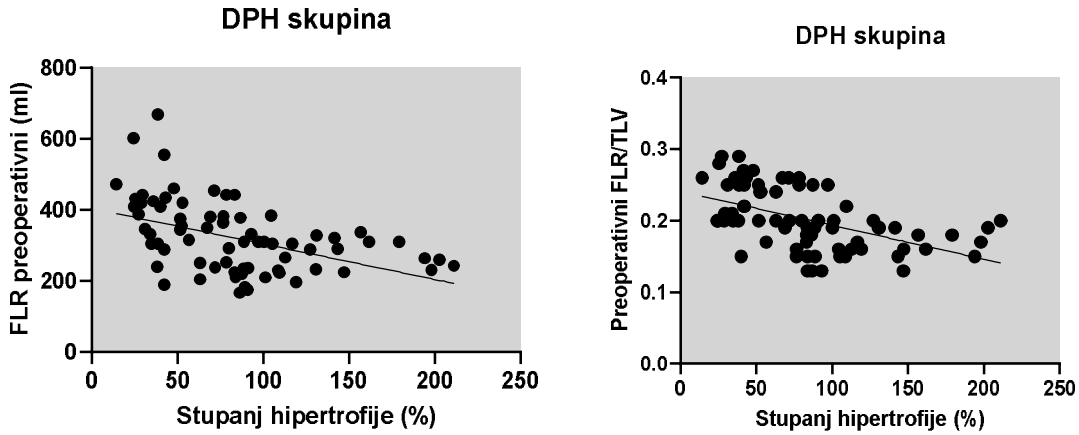 DPH skupina
FLR preoperativni (ml)
800
600
400
200
0
0 50 100 150 200 250
Stupanj hipertrofije (%)
DPH skupina
Preoperativni FLR/TLV
0.4
0.3
0.2
0.1
0.0
0 50 100 150 200 250
Stupanj hipertrofije (%)